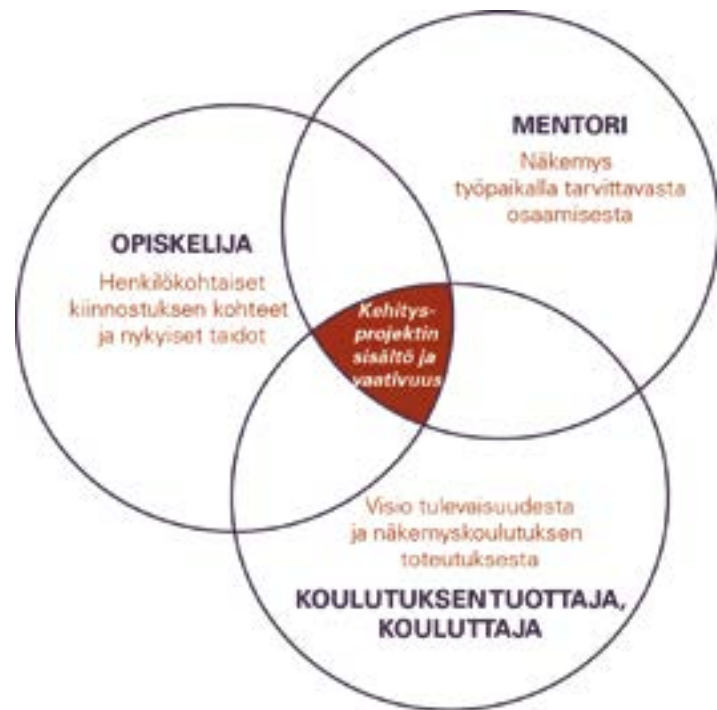 MENTORI
Näkemys
työpaikalla tarvittavasta
osaamisesta
OPISKELIJA
Henkilökohtaiset
kiinnostuksen kohteet
ja nykyiset taidot
Kehitys-
projektin
sisältö ja
vaativuus
Visio tulevaisuudesta
ja näkemyskoulutuksen
toteutuksesta
KOULUTUKSENTUOTTAJA,
KOULUTTAJA